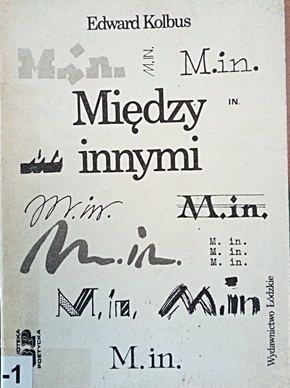 Edward Kolbus
M.in.
M.IN.
M.in.
Między
innymi
IN.
M.in.
M.in.
M.in.
M. in.
M. in.
M. in.
M.in.
M.in
M.in.
Wydawnictwo Łódzkie
POETYCKA
-1